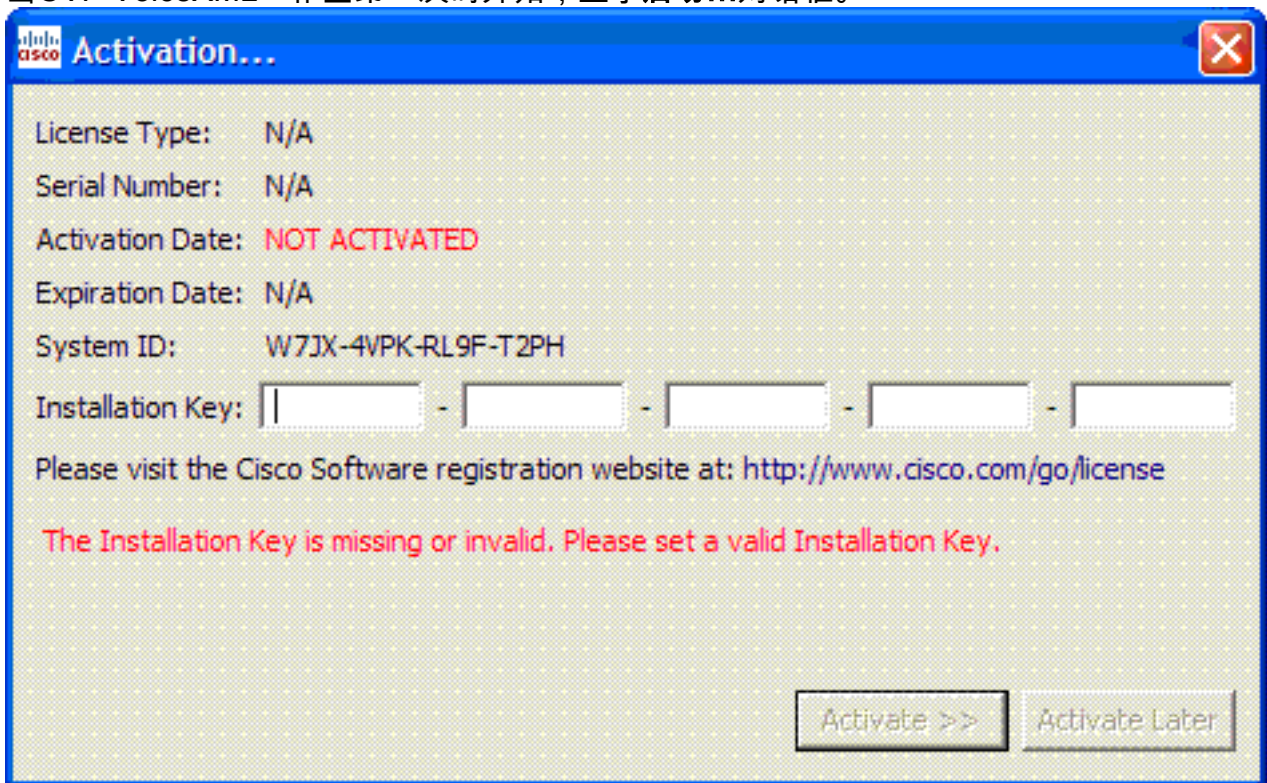 cisco Activation...
License Type: N/A
Serial Number: N/A
Activation Date: NOT ACTIVATED
Expiration Date: N/A
System ID: W7JX-4VPK-RL9F-T2PH
Installation Key: - - - -
Please visit the Cisco Software registration website at: http://www.cisco.com/go/license
The Installation Key is missing or invalid. Please set a valid Installation Key.
Activate >> Activate Later